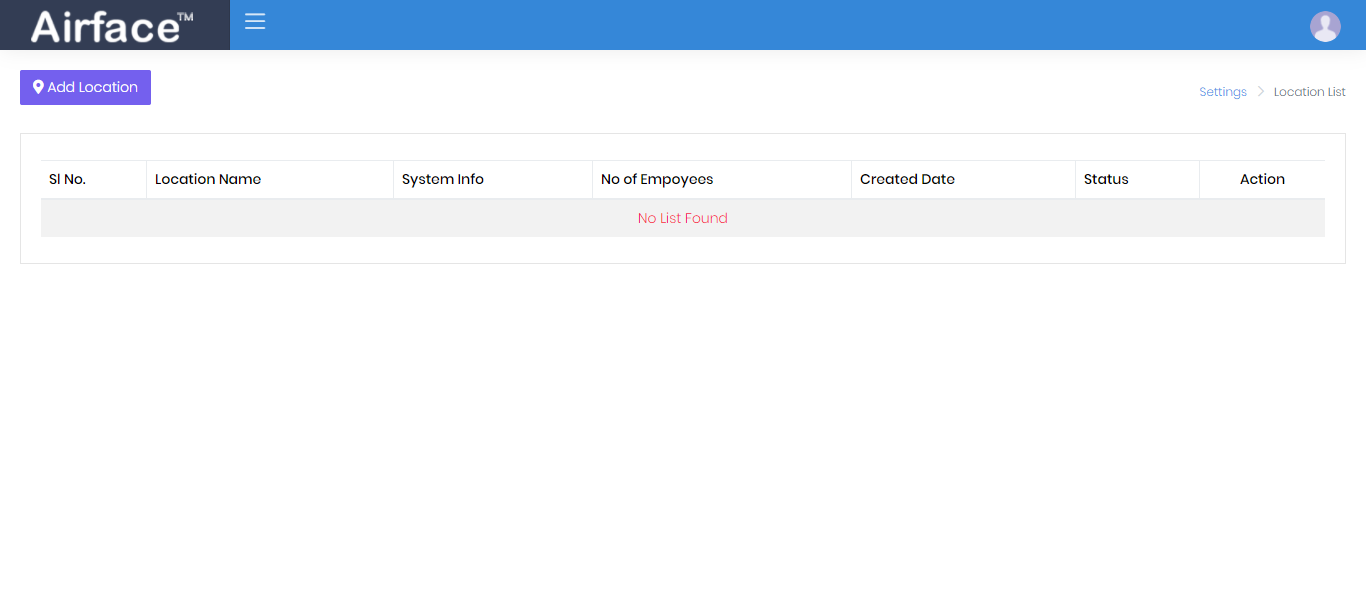 Airface™
Add Location
Settings > Location List
Sl No. Location Name System Info No of Empoyees Created Date Status Action
No List Found